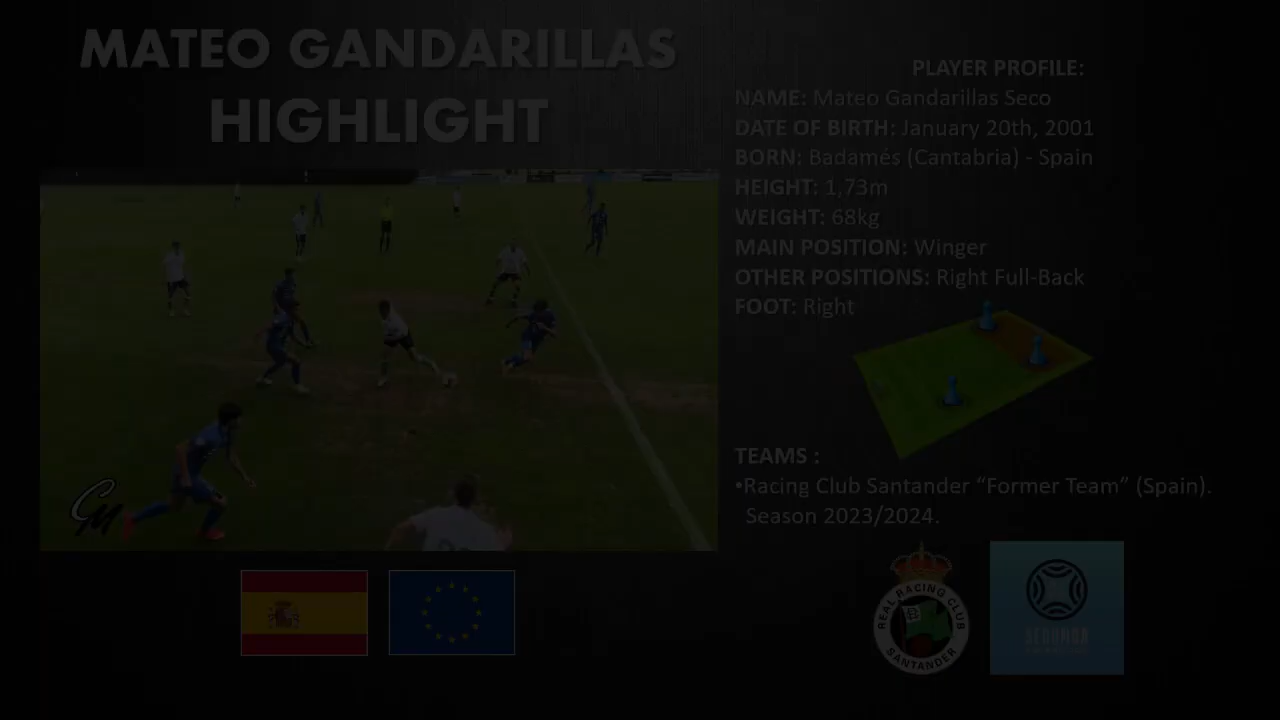 MATEO GANDARILLAS
HIGHLIGHT
PLAYER PROFILE:
NAME: Mateo Gandarillas Seco
DATE OF BIRTH: January 20th, 2001
BORN: Badamés (Cantabria) - Spain
HEIGHT: 1,73m
WEIGHT: 68kg
MAIN POSITION: Winger
OTHER POSITIONS: Right Full-Back
FOOT: Right
TEAMS :
•Racing Club Santander “Former Team” (Spain).
Season 2023/2024.
REAL RACING CLUB
SANTANDER